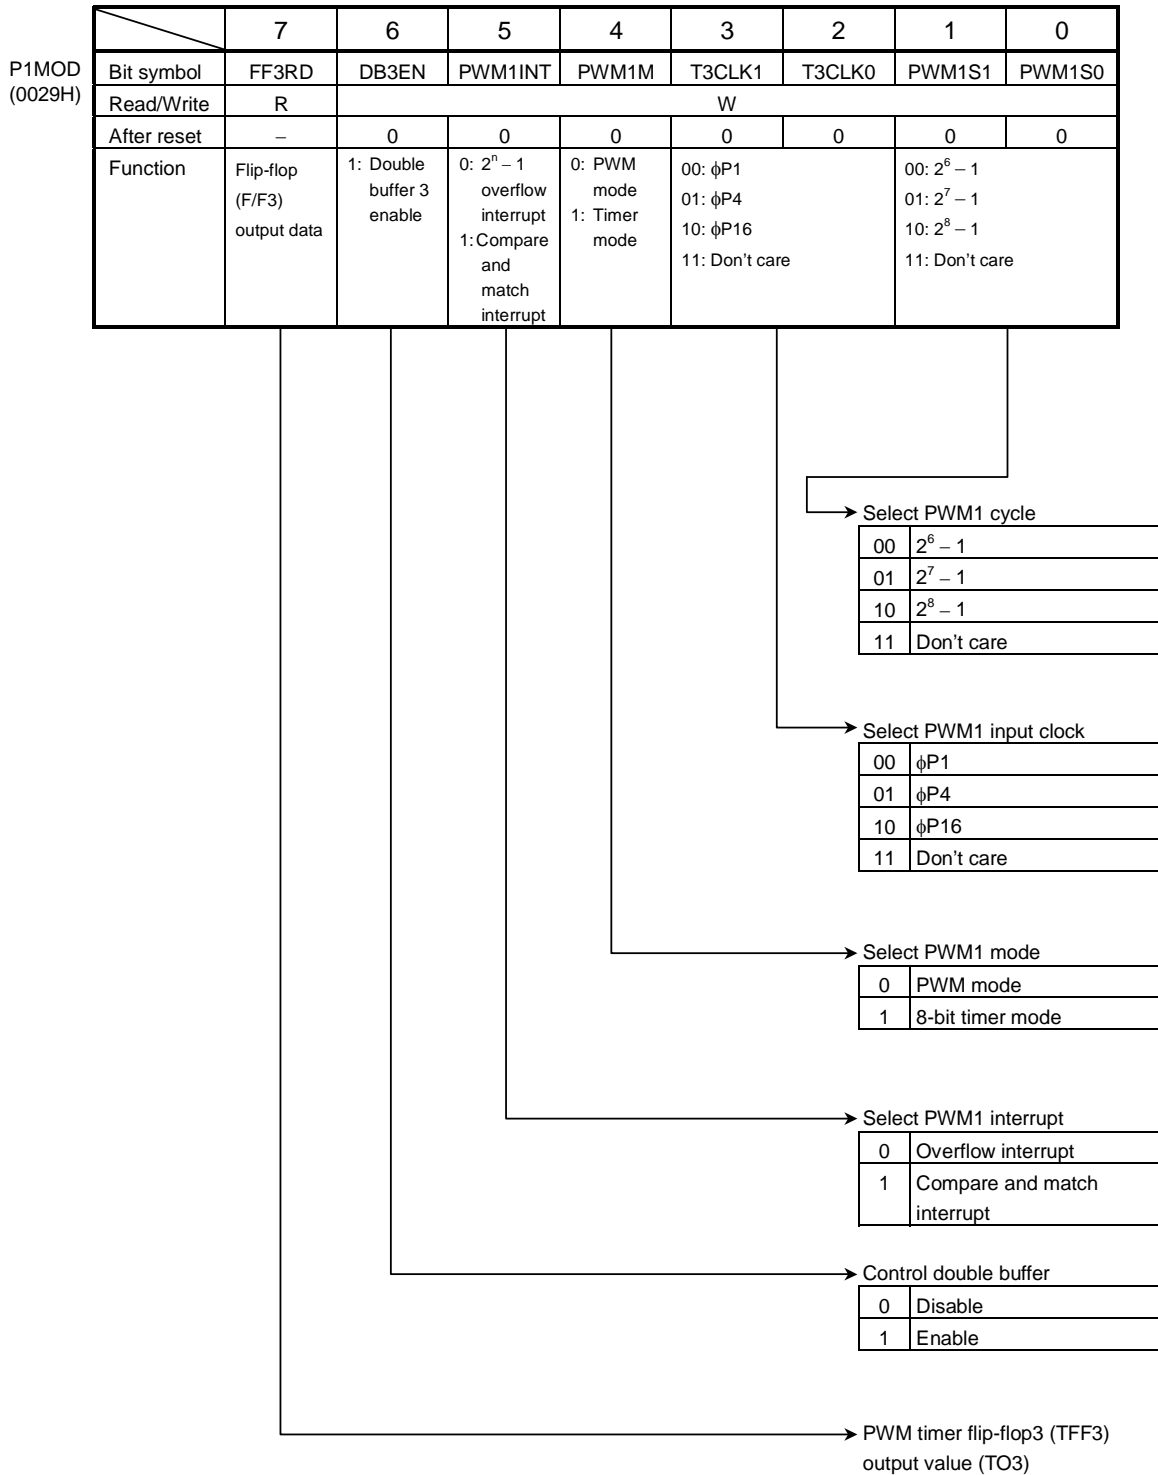 7 6 5 4 3 2 1 0
P1MOD
(0029H)
Bit symbol FF3RD DB3EN PWM1INT PWM1M T3CLK1 T3CLK0 PWM1S1 PWM1S0
Read/Write R W
After reset – 0 0 0 0 0 0 0
Function
Flip-flop
(F/F3)
output data
1: Double
buffer 3
enable
0: 2ⁿ – 1
overflow
interrupt
1: Compare
and
match
interrupt
0: PWM
mode
1: Timer
mode
00: ϕP1
01: ϕP4
10: ϕP16
11: Don't care
00: 2⁶ – 1
01: 2⁷ – 1
10: 2⁸ – 1
11: Don't care
Select PWM1 cycle
00 2⁶ – 1
01 2⁷ – 1
10 2⁸ – 1
11 Don't care
Select PWM1 input clock
00 ϕP1
01 ϕP4
10 ϕP16
11 Don't care
Select PWM1 mode
0 PWM mode
1 8-bit timer mode
Select PWM1 interrupt
0 Overflow interrupt
1 Compare and match
interrupt
Control double buffer
0 Disable
1 Enable
PWM timer flip-flop3 (TFF3)
output value (TO3)